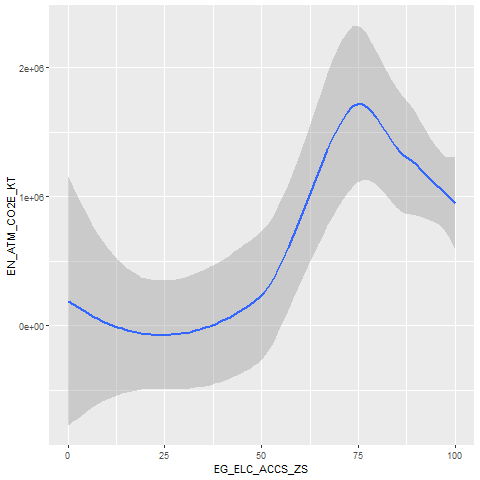 EN_ATM_CO2E_KT
2e+06
1e+06
0e+00
0 25 50 75 100
EG_ELC_ACCS_ZS